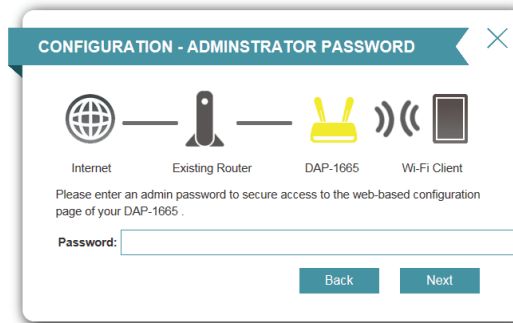 CONFIGURATION - ADMINSTRATOR PASSWORD
Internet Existing Router DAP-1665 Wi-Fi Client
Please enter an admin password to secure access to the web-based configuration
page of your DAP-1665 .
Password:
Back Next